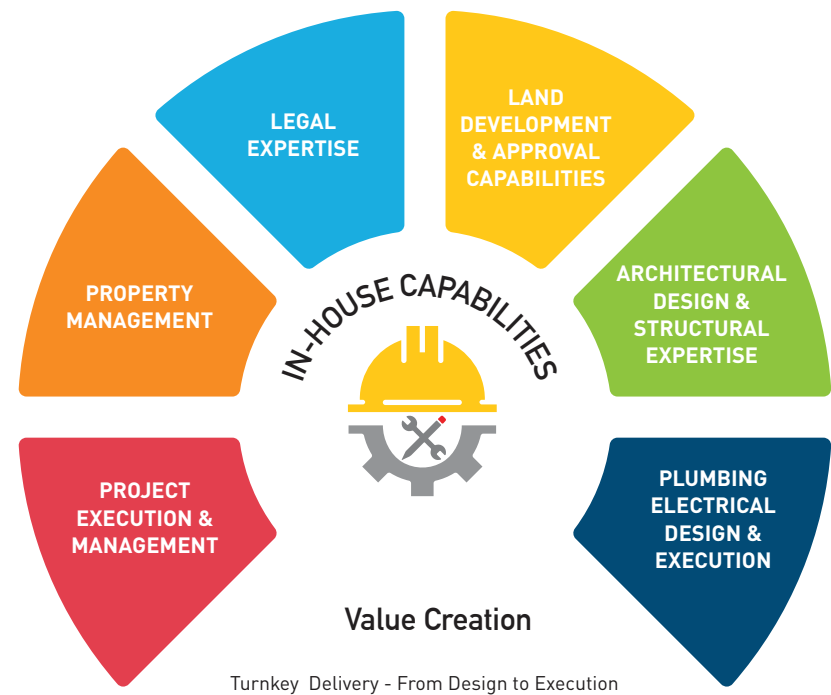 LEGAL
EXPERTISE
LAND
DEVELOPMENT
& APPROVAL
CAPABILITIES
PROPERTY
MANAGEMENT
IN-HOUSE CAPABILITIES
ARCHITECTURAL
DESIGN &
STRUCTURAL
EXPERTISE
PROJECT
EXECUTION &
MANAGEMENT
PLUMBING
ELECTRICAL
DESIGN &
EXECUTION
Value Creation
Turnkey Delivery - From Design to Execution